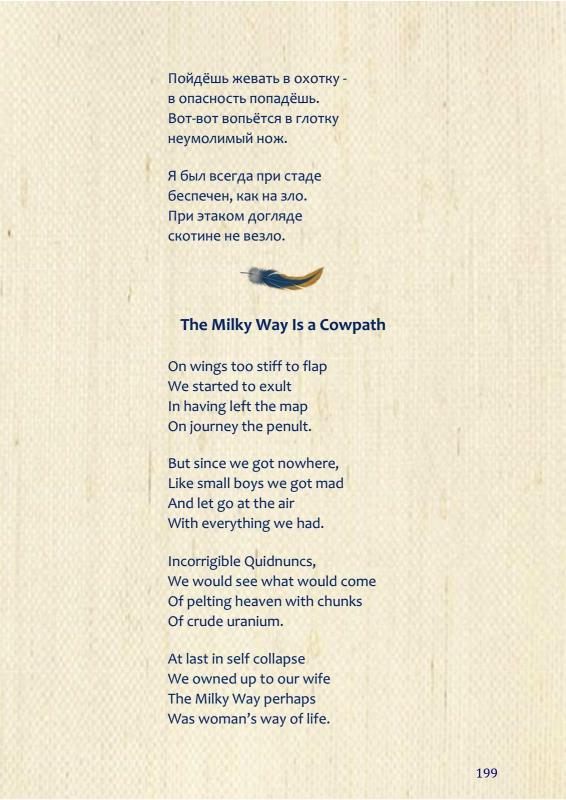 Пойдёшь жевать в охотку -
в опасность попадёшь.
Вот-вот вопьётся в глотку
неумолимый нож.
Я был всегда при стаде
беспечен, как на зло.
При этаком догляде
скотине не везло.
The Milky Way Is a Cowpath
On wings too stiff to flap
We started to exult
In having left the map
On journey the penult.
But since we got nowhere,
Like small boys we got mad
And let go at the air
With everything we had.
Incorrigible Quidnuncs,
We would see what would come
Of pelting heaven with chunks
Of crude uranium.
At last in self collapse
We owned up to our wife
The Milky Way perhaps
Was woman’s way of life.
199